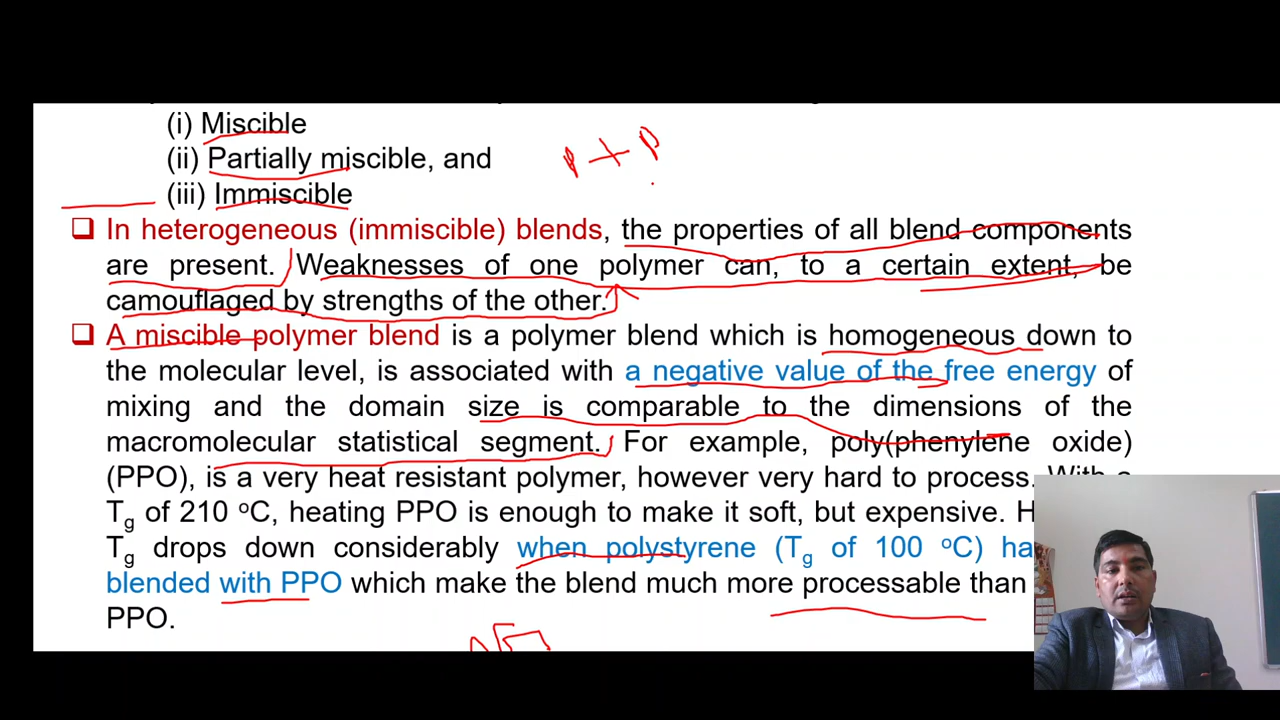 (i) Miscible
(ii) Partially miscible, and
(iii) Immiscible
P + P
❑ In heterogeneous (immiscible) blends, the properties of all blend components
are present. Weaknesses of one polymer can, to a certain extent, be
camouflaged by strengths of the other.
❑ A miscible polymer blend is a polymer blend which is homogeneous down to
the molecular level, is associated with a negative value of the free energy of
mixing and the domain size is comparable to the dimensions of the
macromolecular statistical segment. For example, poly(phenylene oxide)
(PPO), is a very heat resistant polymer, however very hard to process. With a
Tg of 210 ºC, heating PPO is enough to make it soft, but expensive.
Tg drops down considerably when polystyrene (Tg of 100 ºC)
blended with PPO which make the blend much more processable than
PPO.